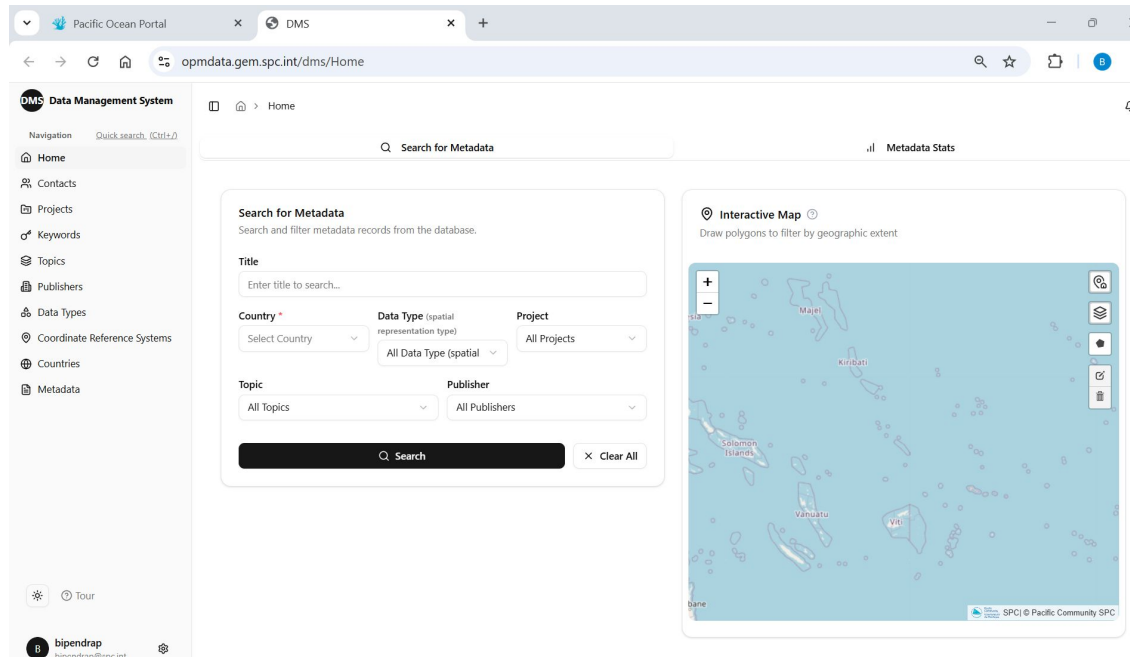 Pacific Ocean Portal
DMS
opmdata.gem.spc.int/dms/Home
B
DMS Data Management System
Home
Navigation Quick search (Ctrl+/)
Home
Contacts
Projects
Keywords
Topics
Publishers
Data Types
Coordinate Reference Systems
Countries
Metadata
Tour
B bipendrap
bipendrap@spc.int
Search for Metadata
Metadata Stats
Search for Metadata
Search and filter metadata records from the database.
Title
Enter title to search...
Country *
Select Country
Data Type (spatial
representation type)
All Data Type (spatial
Project
All Projects
Topic
All Topics
Publisher
All Publishers
Search
Clear All
Interactive Map
Draw polygons to filter by geographic extent
+
−
Majel
Kiribati
Solomon
Islands
Vanuatu
Viti
bane
SPC| © Pacific Community SPC